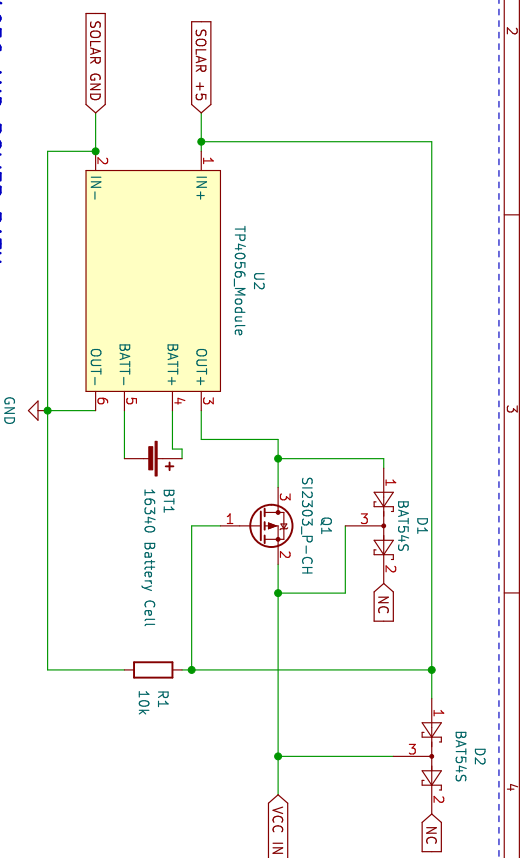 2
3
4
D2
BAT54S
1
2
NC
3
D1
BAT54S
1
2
NC
3
Q1
SI2303_P-CH
3
2
1
VCC IN
U2
TP4056_Module
SOLAR +5
1
IN+
OUT+
3
BATT+
4
BATT-
5
SOLAR GND
2
IN-
OUT-
6
+
BT1
16340 Battery Cell
R1
10k
GND